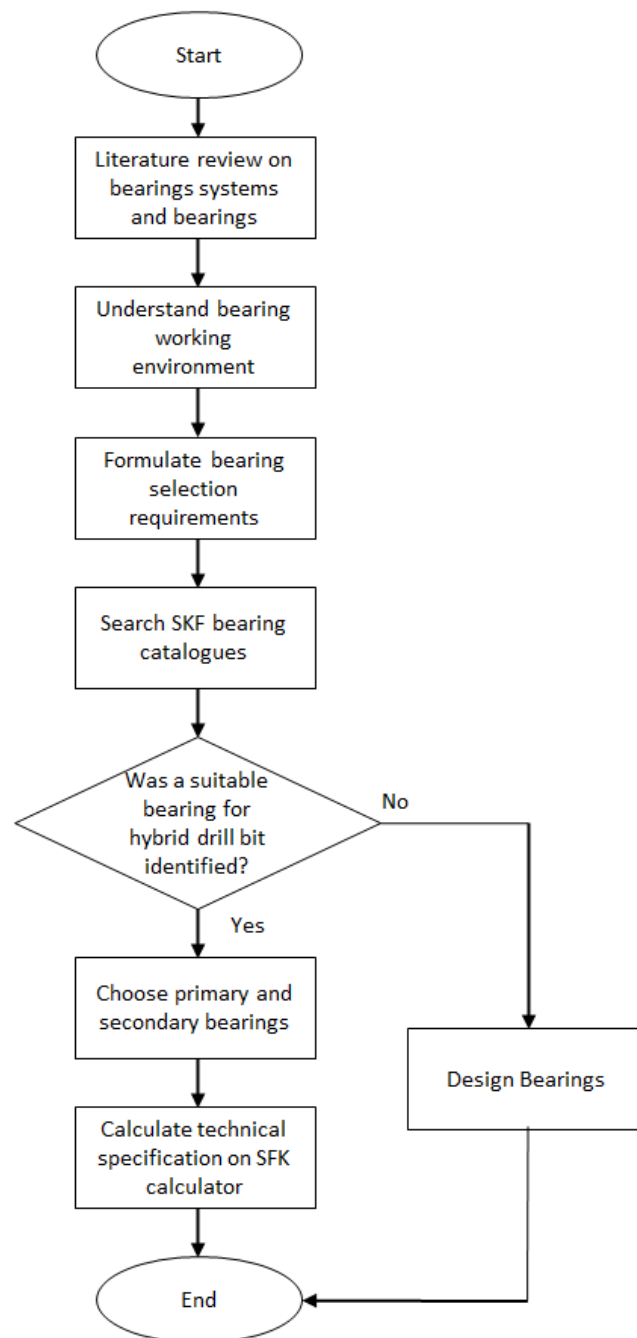 Start
Literature review on
bearings systems
and bearings
Understand bearing
working
environment
Formulate bearing
selection
requirements
Search SKF bearing
catalogues
Was a suitable
bearing for
hybrid drill bit
identified?
No
Yes
Choose primary and
secondary bearings
Design Bearings
Calculate technical
specification on SFK
calculator
End